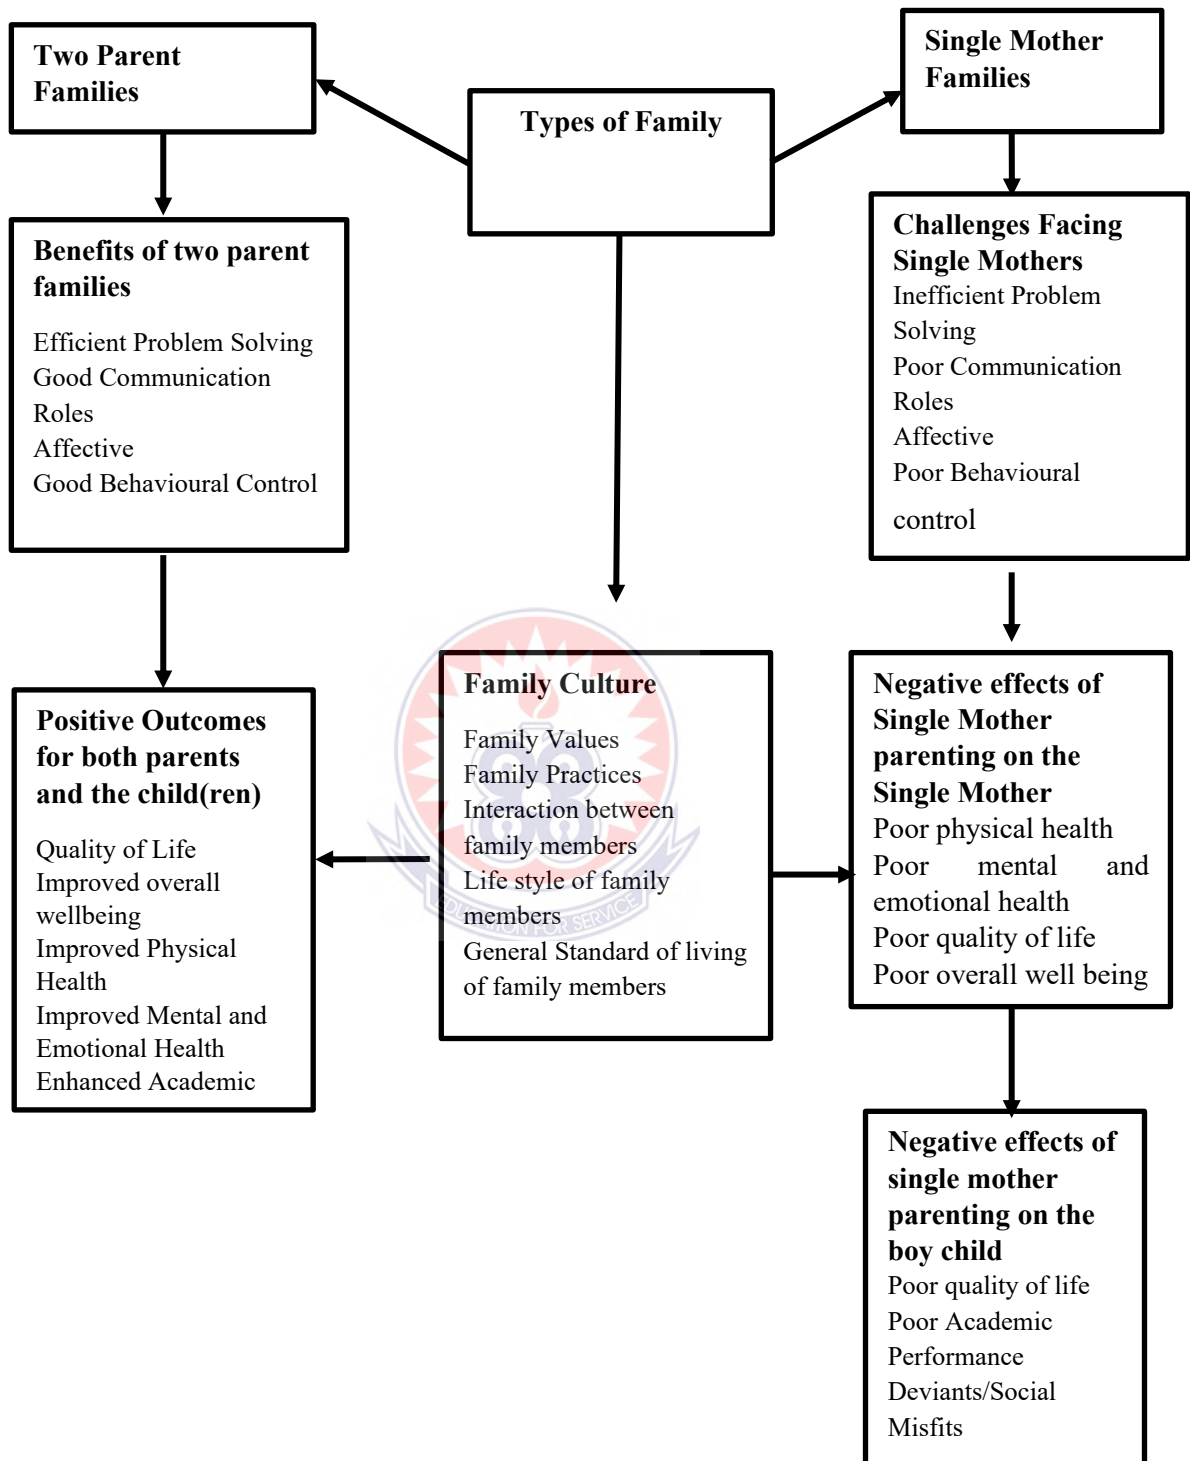 Two Parent
Families
Types of Family
Single Mother
Families
Benefits of two parent
families
Efficient Problem Solving
Good Communication
Roles
Affective
Good Behavioural Control
Challenges Facing
Single Mothers
Inefficient Problem
Solving
Poor Communication
Roles
Affective
Poor Behavioural
control
Positive Outcomes
for both parents
and the child(ren)
Quality of Life
Improved overall
wellbeing
Improved Physical
Health
Improved Mental and
Emotional Health
Enhanced Academic
Family Culture
Family Values
Family Practices
Interaction between
family members
Life style of family
members
General Standard of living
of family members
EDUCATION FOR SERVICE
Negative effects of
Single Mother
parenting on the
Single Mother
Poor physical health
Poor mental and
emotional health
Poor quality of life
Poor overall well being
Negative effects of
single mother
parenting on the
boy child
Poor quality of life
Poor Academic
Performance
Deviants/Social
Misfits